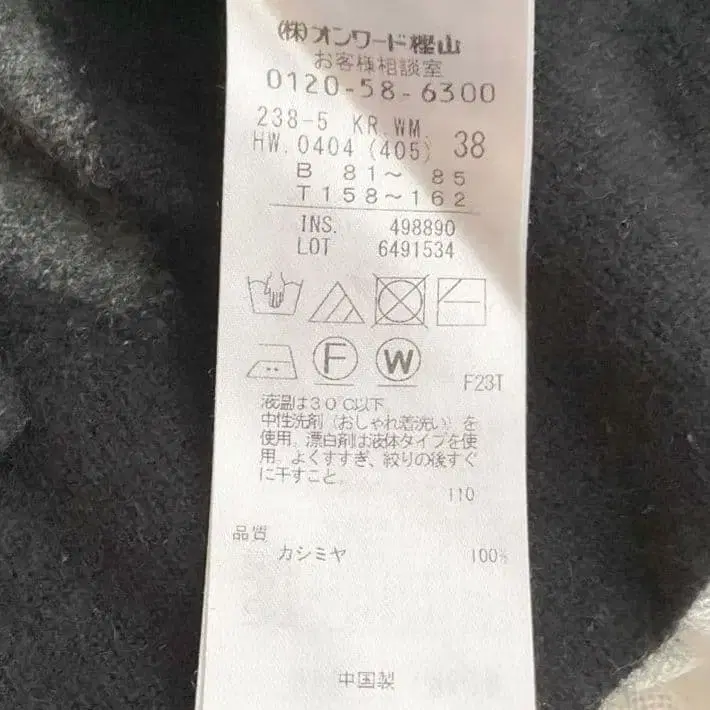 (株)オンワード樫山
お客様相談室
0120-58-6300
238-5 KR.WM.
HW.0404 (405) 38
B 81～ 85
T158～162
INS. 498890
LOT 6491534
F W
F23T
液温は30℃以下
中性洗剤（おしゃれ着洗い）を
使用。漂白剤は液体タイプを使
用。よくすすぎ、絞りの後すぐ
に干すこと。
110
品質
カシミヤ 100%
中国製